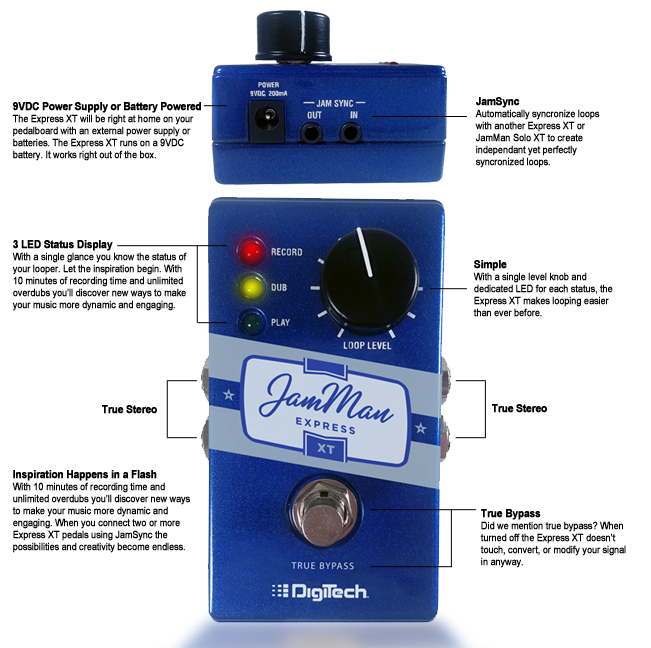 POWER
9VDC 200mA
JAM SYNC
OUT IN
9VDC Power Supply or Battery Powered
The Express XT will be right at home on your
pedalboard with an external power supply or
batteries. The Express XT runs on a 9VDC
battery. It works right out of the box.
JamSync
Automatically syncronize loops
with another Express XT or
JamMan Solo XT to create
independant yet perfectly
syncronized loops.
3 LED Status Display
With a single glance you know the status of
your looper. Let the inspiration begin. With
10 minutes of recording time and unlimited
overdubs you'll discover new ways to make
your music more dynamic and engaging.
RECORD
DUB
PLAY
LOOP LEVEL
Simple
With a single level knob and
dedicated LED for each status, the
Express XT makes looping easier
than ever before.
True Stereo
JamMan
EXPRESS
XT
True Stereo
Inspiration Happens in a Flash
With 10 minutes of recording time and
unlimited overdubs you'll discover new ways
to make your music more dynamic and
engaging. When you connect two or more
Express XT pedals using JamSync the
possibilities and creativity become endless.
True Bypass
Did we mention true bypass? When
turned off the Express XT doesn't
touch, convert, or modify your signal
in anyway.
TRUE BYPASS
DigiTech